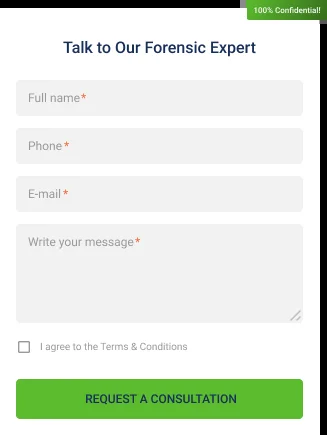 100% Confidential!
Talk to Our Forensic Expert
Full name*
Phone*
E-mail*
Write your message*
I agree to the Terms & Conditions
REQUEST A CONSULTATION